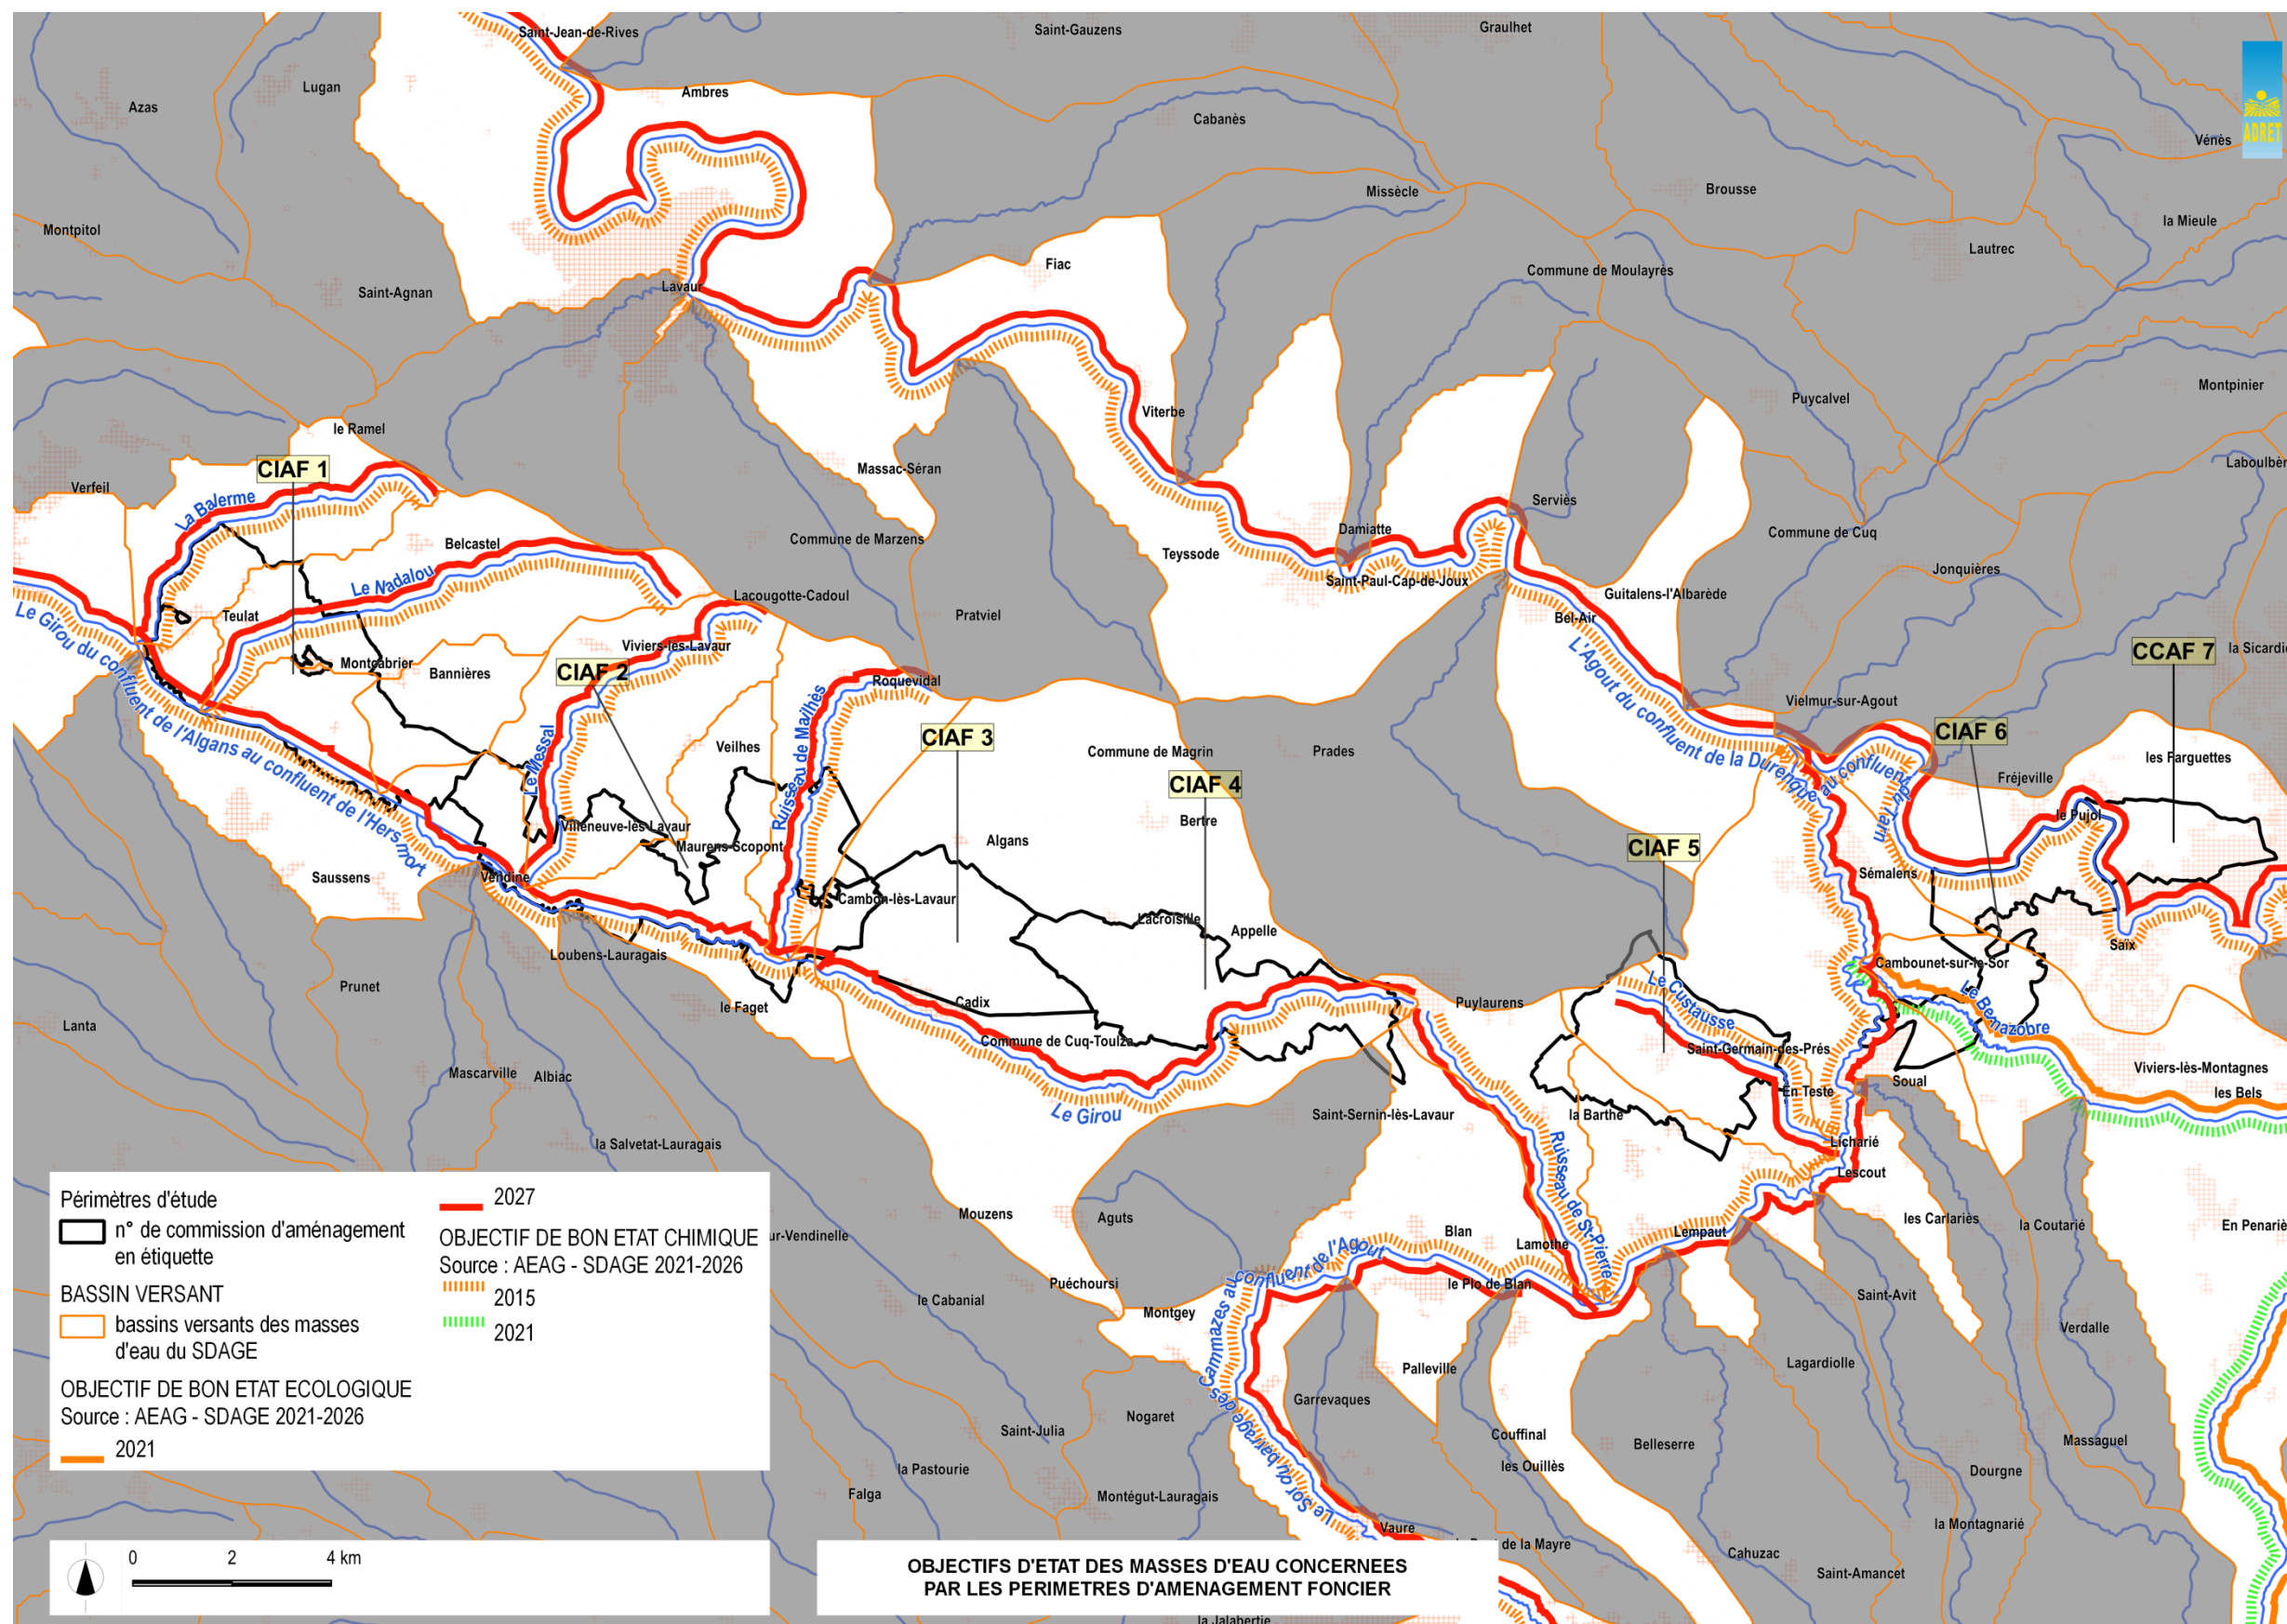 Saint-Jean-de-Rives
Saint-Gauzens
Graulhet
Lugan
Azas
Ambres
Cabanès
Vénès
ADRET
Missècle
Brousse
la Mieule
Montpitol
Lautrec
Fiac
Commune de Moulayrès
Saint-Agnan
Lavaur
Montpinier
Puycalvel
Viterbe
le Ramel
CIAF 1
Massac-Séran
Verfeil
La Balerme
Serviès
Damiatte
Commune de Cuq
Commune de Marzens
Belcastel
Teyssode
Jonquières
Le Nadalou
Saint-Paul-Cap-de-Joux
Lacougotte-Cadoul
Guitalens-l'Albarède
Le Girou du confluent de l'Algans au confluent de l'Hers mort
Teulat
Pratviel
Bel-Air
L'Agout du confluent de la Durenque au confluent du Tarn
Viviers-lès-Lavaur
CCAF 7
Montcabrier
Bannières
CIAF 2
Roquevidal
Vielmur-sur-Agout
CIAF 3
CIAF 6
Veilhes
Commune de Magrin
Prades
les Farguettes
Le Messal
Ruisseau de Maïlhès
CIAF 4
Fréjeville
le Pujol
Bertre
Villeneuve-lès-Lavaur
Algans
CIAF 5
Maurens-Scopont
Saussens
Vendine
Sémalens
Cambon-lès-Lavaur
Lacroisille
Appelle
Saïx
Loubens-Lauragais
Cambounet-sur-le-Sor
Prunet
le Faget
Cadix
Puylaurens
Le Custausse
Le Bernazobre
Lanta
Commune de Cuq-Toulza
Saint-Germain-des-Prés
Mascarville
Albiac
Viviers-lès-Montagnes
Soual
les Bels
En Teste
Le Girou
Saint-Sernin-lès-Lavaur
la Barthe
la Salvetat-Lauragais
Licharié
Ruisseau de St-Pierre
Lescout
Mouzens
Aguts
Blan
Lamothe
Lempaut
les Carlariès
la Coutarié
Le Sor du barrage des Cammazes au confluent de l'Agout
le Plo de Blan
Puéchoursi
le Cabanial
Saint-Avit
Montgey
Verdalle
Palleville
Lagardiolle
Garrevaques
Nogaret
Saint-Julia
Couffinal
Belleserre
Massaguel
les Ouillès
la Pastourie
Dourgne
Falga
Montégut-Lauragais
la Montagnarié
Vaure
de la Mayre
Cahuzac
Saint-Amancet
la Jalabertie
Périmètres d'étude
n° de commission d'aménagement
en étiquette
BASSIN VERSANT
bassins versants des masses
d'eau du SDAGE
OBJECTIF DE BON ETAT ECOLOGIQUE
Source : AEAG - SDAGE 2021-2026
2021
2027
OBJECTIF DE BON ETAT CHIMIQUE
Source : AEAG - SDAGE 2021-2026
2015
2021
0 2 4 km
OBJECTIFS D'ETAT DES MASSES D'EAU CONCERNEES
PAR LES PERIMETRES D'AMENAGEMENT FONCIER